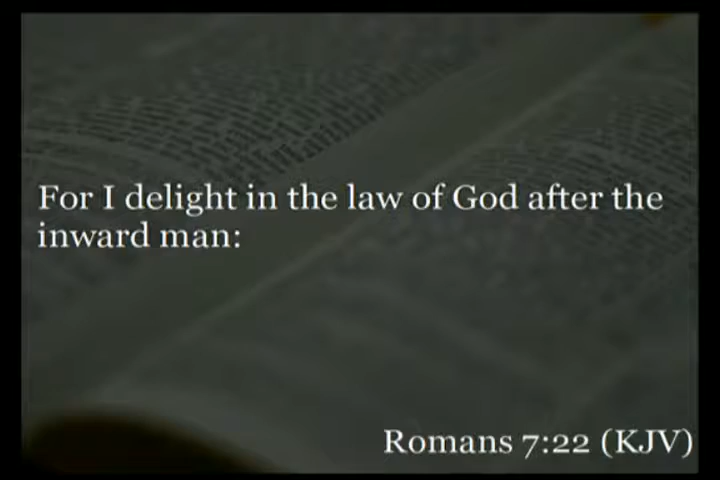 For I delight in the law of God after the
inward man:
Romans 7:22 (KJV)